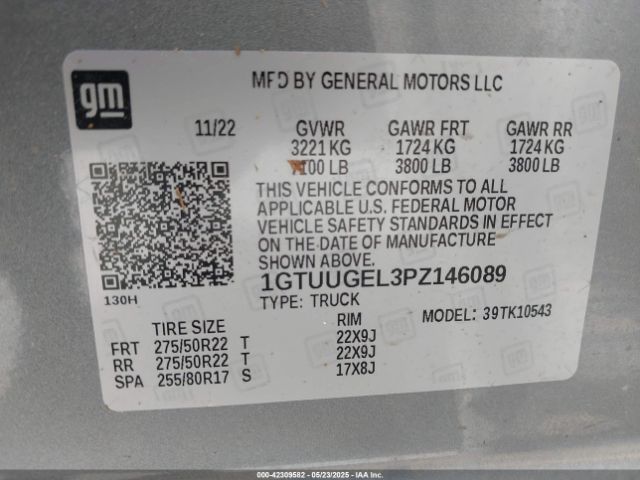 gm
MFD BY GENERAL MOTORS LLC
11/22 GVWR GAWR FRT GAWR RR
3221 KG 1724 KG 1724 KG
7100 LB 3800 LB 3800 LB
THIS VEHICLE CONFORMS TO ALL
APPLICABLE U.S. FEDERAL MOTOR
VEHICLE SAFETY STANDARDS IN EFFECT
ON THE DATE OF MANUFACTURE
SHOWN ABOVE.
130H
1GTUUGEL3PZ146089
TYPE: TRUCK MODEL: 39TK10543
TIRE SIZE RIM
FRT 275/50R22 T 22X9J
RR 275/50R22 T 22X9J
SPA 255/80R17 S 17X8J
© COPY - 42309582 - 05/23/2025 - IAA, LLC.